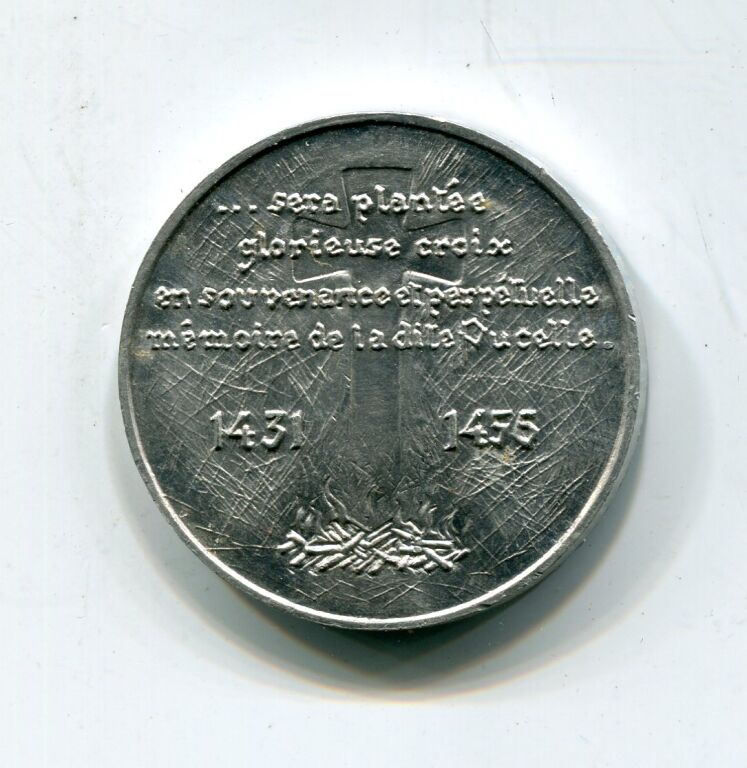 ... sera plantée
glorieuse croix
en souvenance et perpétuelle
mémoire de la dite Pucelle.
1431 1456